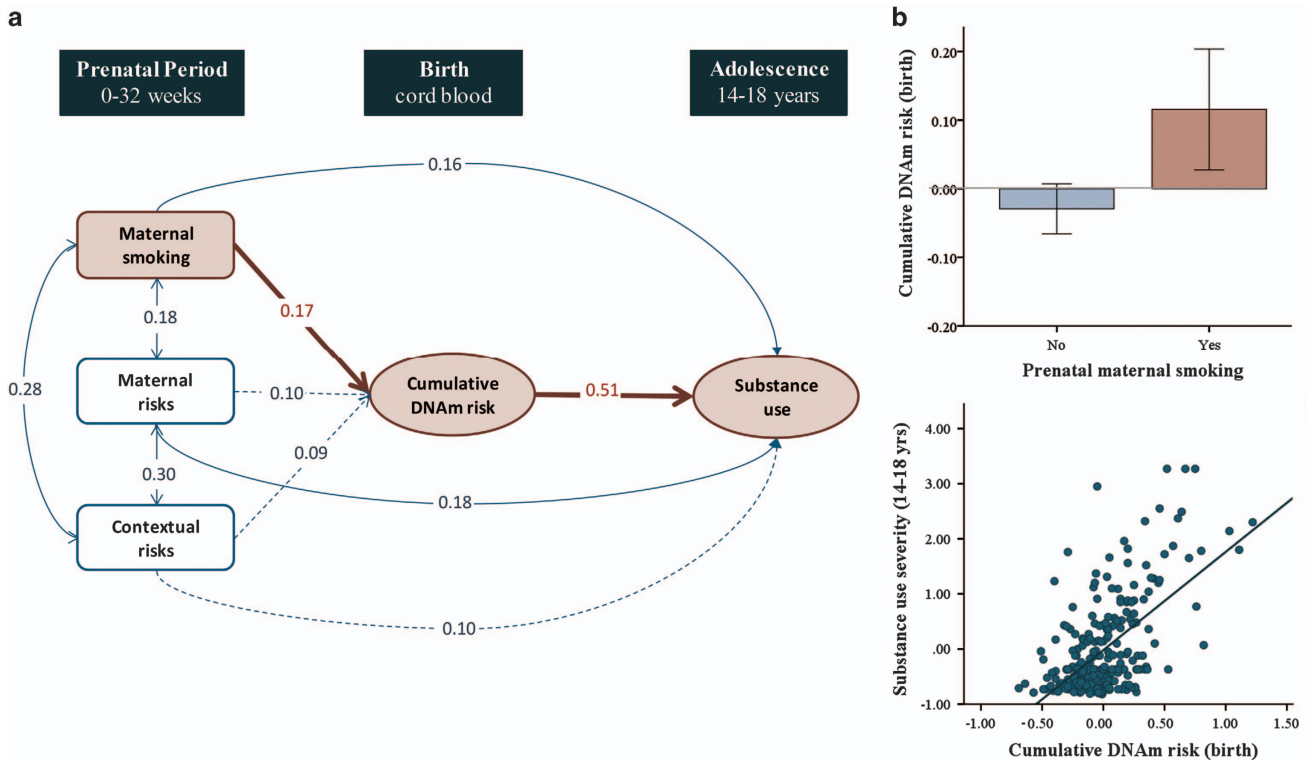 a
Prenatal Period
0-32 weeks
Birth
cord blood
Adolescence
14-18 years
0.16
Maternal
smoking
0.17
0.18
0.28
Maternal
risks
0.10
Cumulative
DNAm risk
0.51
Substance
use
0.09
0.30
0.18
Contextual
risks
0.10
b
Cumulative DNAm risk (birth)
0.20
0.10
0.00
-0.10
-0.20
No
Yes
Prenatal maternal smoking
Substance use severity (14-18 yrs)
4.00
3.00
2.00
1.00
.00
-1.00
-1.00
-0.50
0.00
0.50
1.00
1.50
Cumulative DNAm risk (birth)